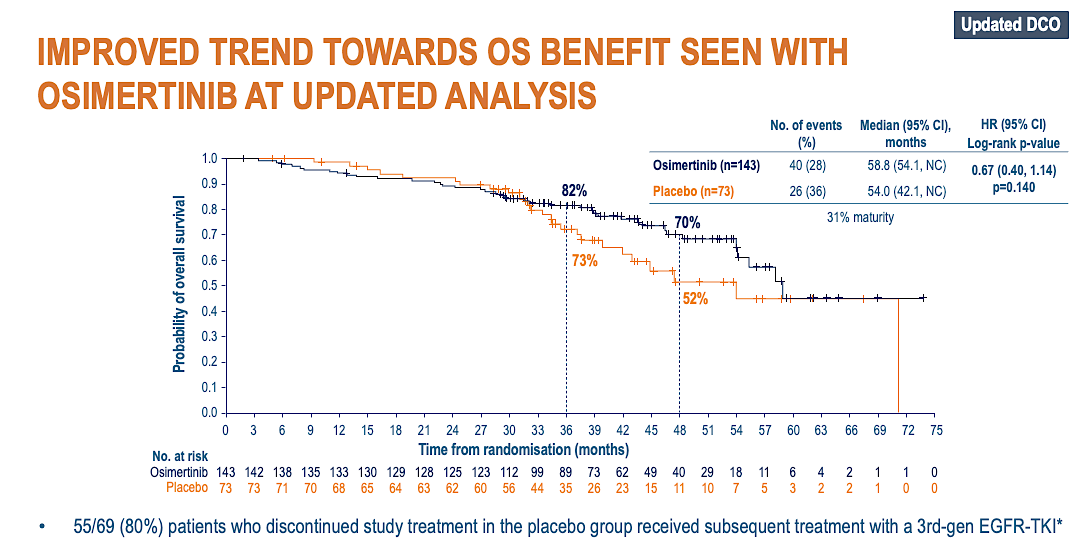 Updated DCO
IMPROVED TREND TOWARDS OS BENEFIT SEEN WITH
OSIMERTINIB AT UPDATED ANALYSIS
No. of events
(%)
Median (95% CI),
months
HR (95% CI)
Log-rank p-value
Osimertinib (n=143) 40 (28) 58.8 (54.1, NC)
Placebo (n=73) 26 (36) 54.0 (42.1, NC)
0.67 (0.40, 1.14)
p=0.140
31% maturity
Probability of overall survival
1.0
0.9
0.8
0.7
0.6
0.5
0.4
0.3
0.2
0.1
0.0
82%
70%
73%
52%
0 3 6 9 12 15 18 21 24 27 30 33 36 39 42 45 48 51 54 57 60 63 66 69 72 75
Time from randomisation (months)
No. at risk
Osimertinib 143 142 138 135 133 130 129 128 125 123 112 99 89 73 62 49 40 29 18 11 6 4 2 1 1 0
Placebo 73 73 71 70 68 65 64 63 62 60 56 44 35 26 23 15 11 10 7 5 3 2 2 1 0 0
• 55/69 (80%) patients who discontinued study treatment in the placebo group received subsequent treatment with a 3rd-gen EGFR-TKI*